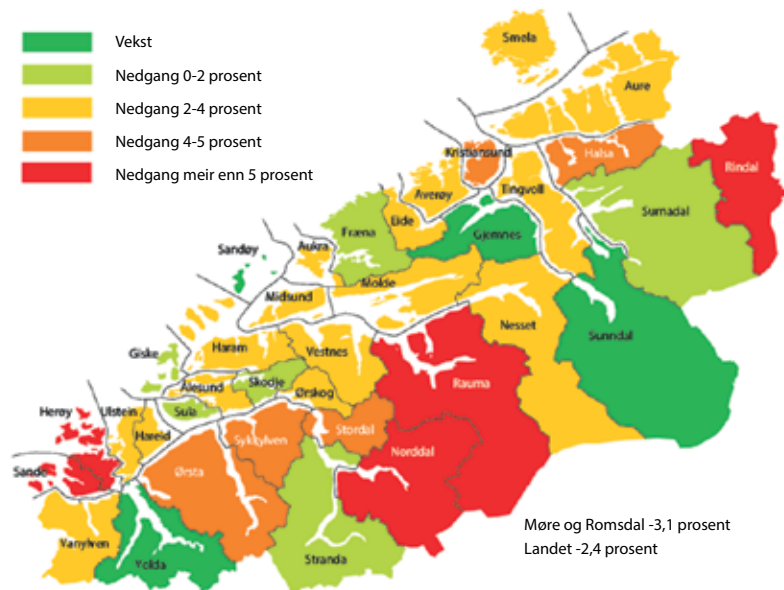 Vekst
Nedgang 0-2 prosent
Nedgang 2-4 prosent
Nedgang 4-5 prosent
Nedgang meir enn 5 prosent
Smøla
Aure
Kristiansund
Halsa
Rindal
Averøy
Tingvoll
Surnadal
Eide
Fræna
Gjemnes
Aukra
Sandøy
Molde
Midsund
Nesset
Sunndal
Haram
Vestnes
Giske
Rauma
Skodje
Ålesund
Ørskog
Sula
Herøy
Ulstein
Stordal
Sykkylven
Hareid
Norddal
Sande
Ørsta
Vanylven
Volda
Stranda
Møre og Romsdal -3,1 prosent
Landet -2,4 prosent